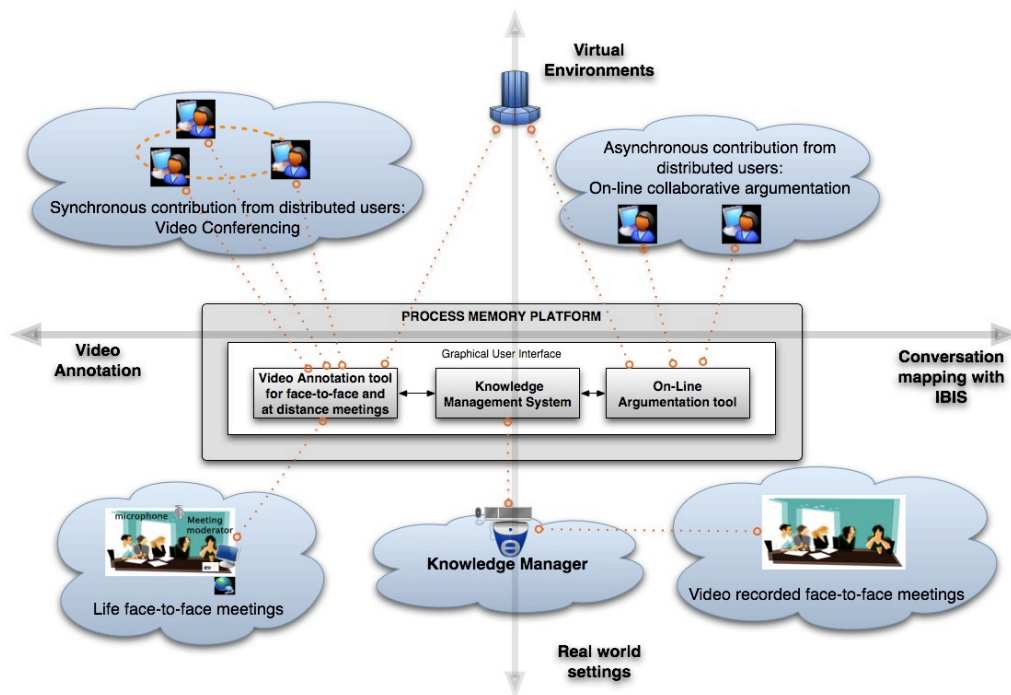 Virtual
Environments
Synchronous contribution from distributed users:
Video Conferencing
Asynchronous contribution from
distributed users:
On-line collaborative argumentation
PROCESS MEMORY PLATFORM
Video
Annotation
Graphical User Interface
Conversation
mapping with
IBIS
Video Annotation tool
for face-to-face and
at distance meetings
Knowledge
Management System
On-Line
Argumentation tool
microphone
Meeting
moderator
Life face-to-face meetings
Knowledge Manager
Video recorded face-to-face meetings
Real world
settings